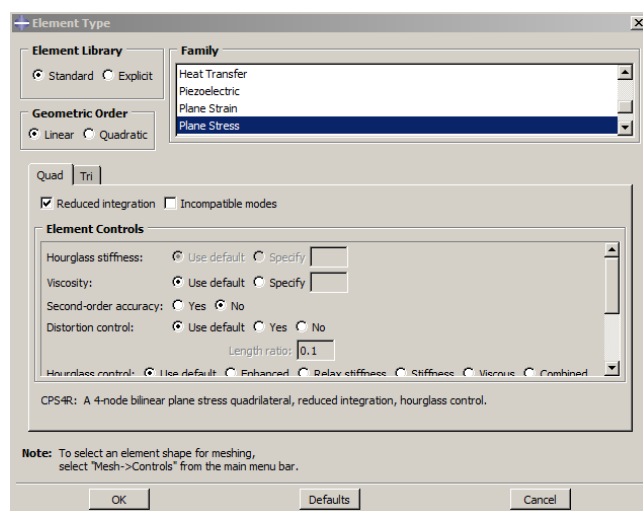 Element Type
Element Library
Standard Explicit
Geometric Order
Linear Quadratic
Family
Heat Transfer
Piezoelectric
Plane Strain
Plane Stress
Quad Tri
Reduced integration Incompatible modes
Element Controls
Hourglass stiffness: Use default Specify
Viscosity: Use default Specify
Second-order accuracy: Yes No
Distortion control: Use default Yes No
Length ratio: 0.1
Hourglass control: Use default Enhanced Relax stiffness Stiffness Viscous Combined
CPS4R: A 4-node bilinear plane stress quadrilateral, reduced integration, hourglass control.
Note: To select an element shape for meshing,
select "Mesh->Controls" from the main menu bar.
OK Defaults Cancel